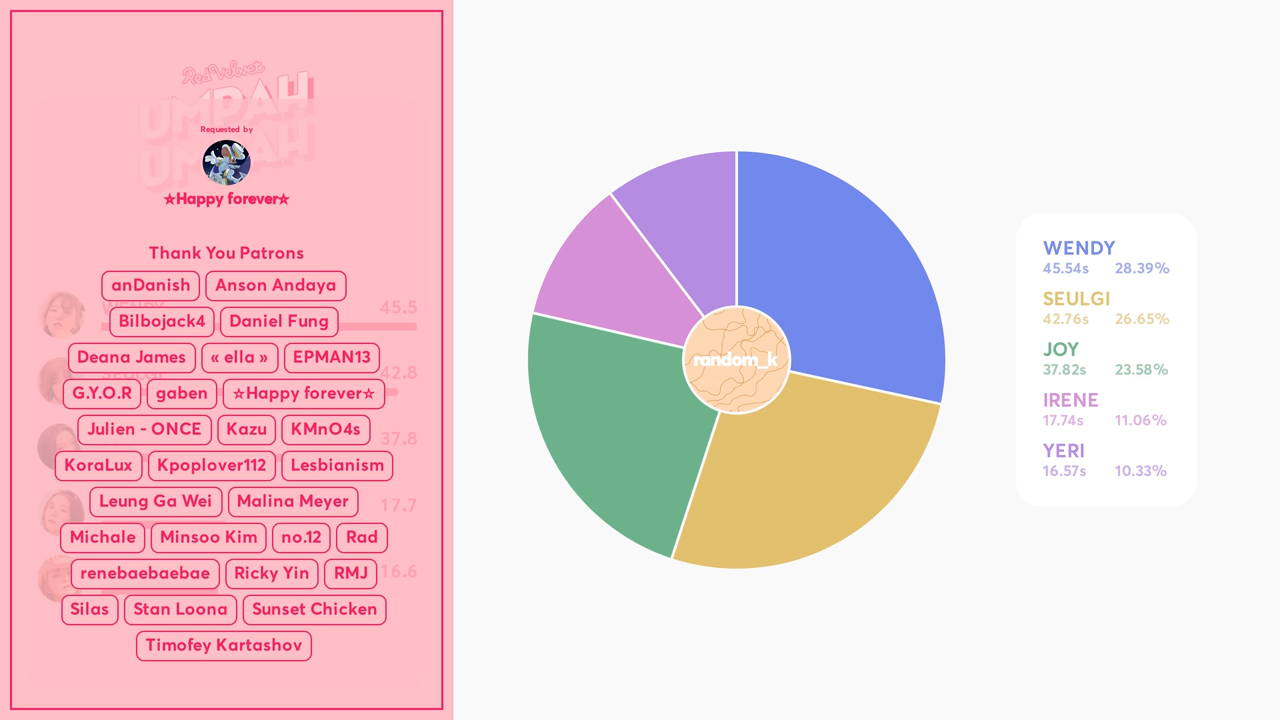 Red Velvet
UMPAH
UMPAH
Requested by
☆Happy forever☆
Thank You Patrons
anDanish Anson Andaya
WENDY 45.5
Bilbojack4 Daniel Fung
Deana James « ella » EPMAN13
SEULGI 42.8
G.Y.O.R gaben ☆Happy forever☆
Julien - ONCE Kazu KMnO4s
37.8
KoraLux Kpoplover112 Lesbianism
Leung Ga Wei Malina Meyer
17.7
Michale Minsoo Kim no.12 Rad
renebaebaebae Ricky Yin RMJ
16.6
Silas Stan Loona Sunset Chicken
Timofey Kartashov
random_k
WENDY
45.54s 28.39%
SEULGI
42.76s 26.65%
JOY
37.82s 23.58%
IRENE
17.74s 11.06%
YERI
16.57s 10.33%